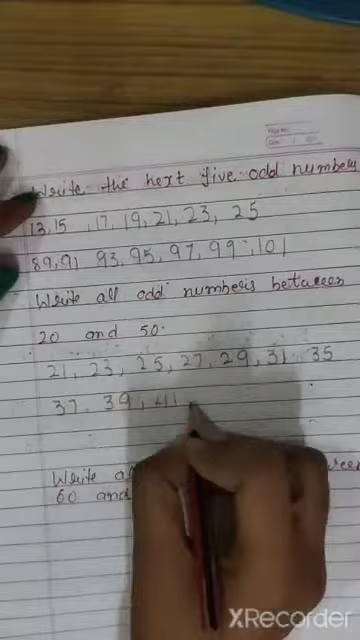 Write the next five odd numbers
13, 15, 17, 19, 21, 23, 25
89, 91 93, 95, 97, 99, 101
Write all odd numbers between
20 and 50.
21, 23, 25, 27, 29, 31, 35
37, 39, 41,
Write
60 and
XRecorder